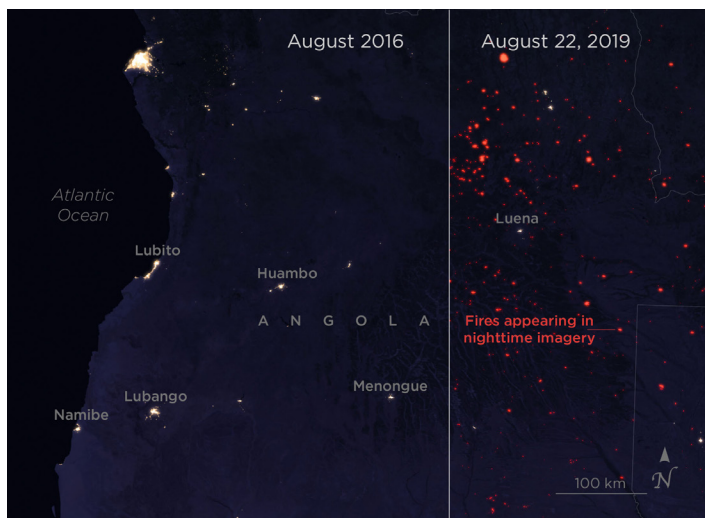 August 2016
August 22, 2019
Atlantic
Ocean
Luena
Lubito
Huambo
ANGOLA
Fires appearing in
nighttime imagery
Menongue
Lubango
Namibe
100 km
N